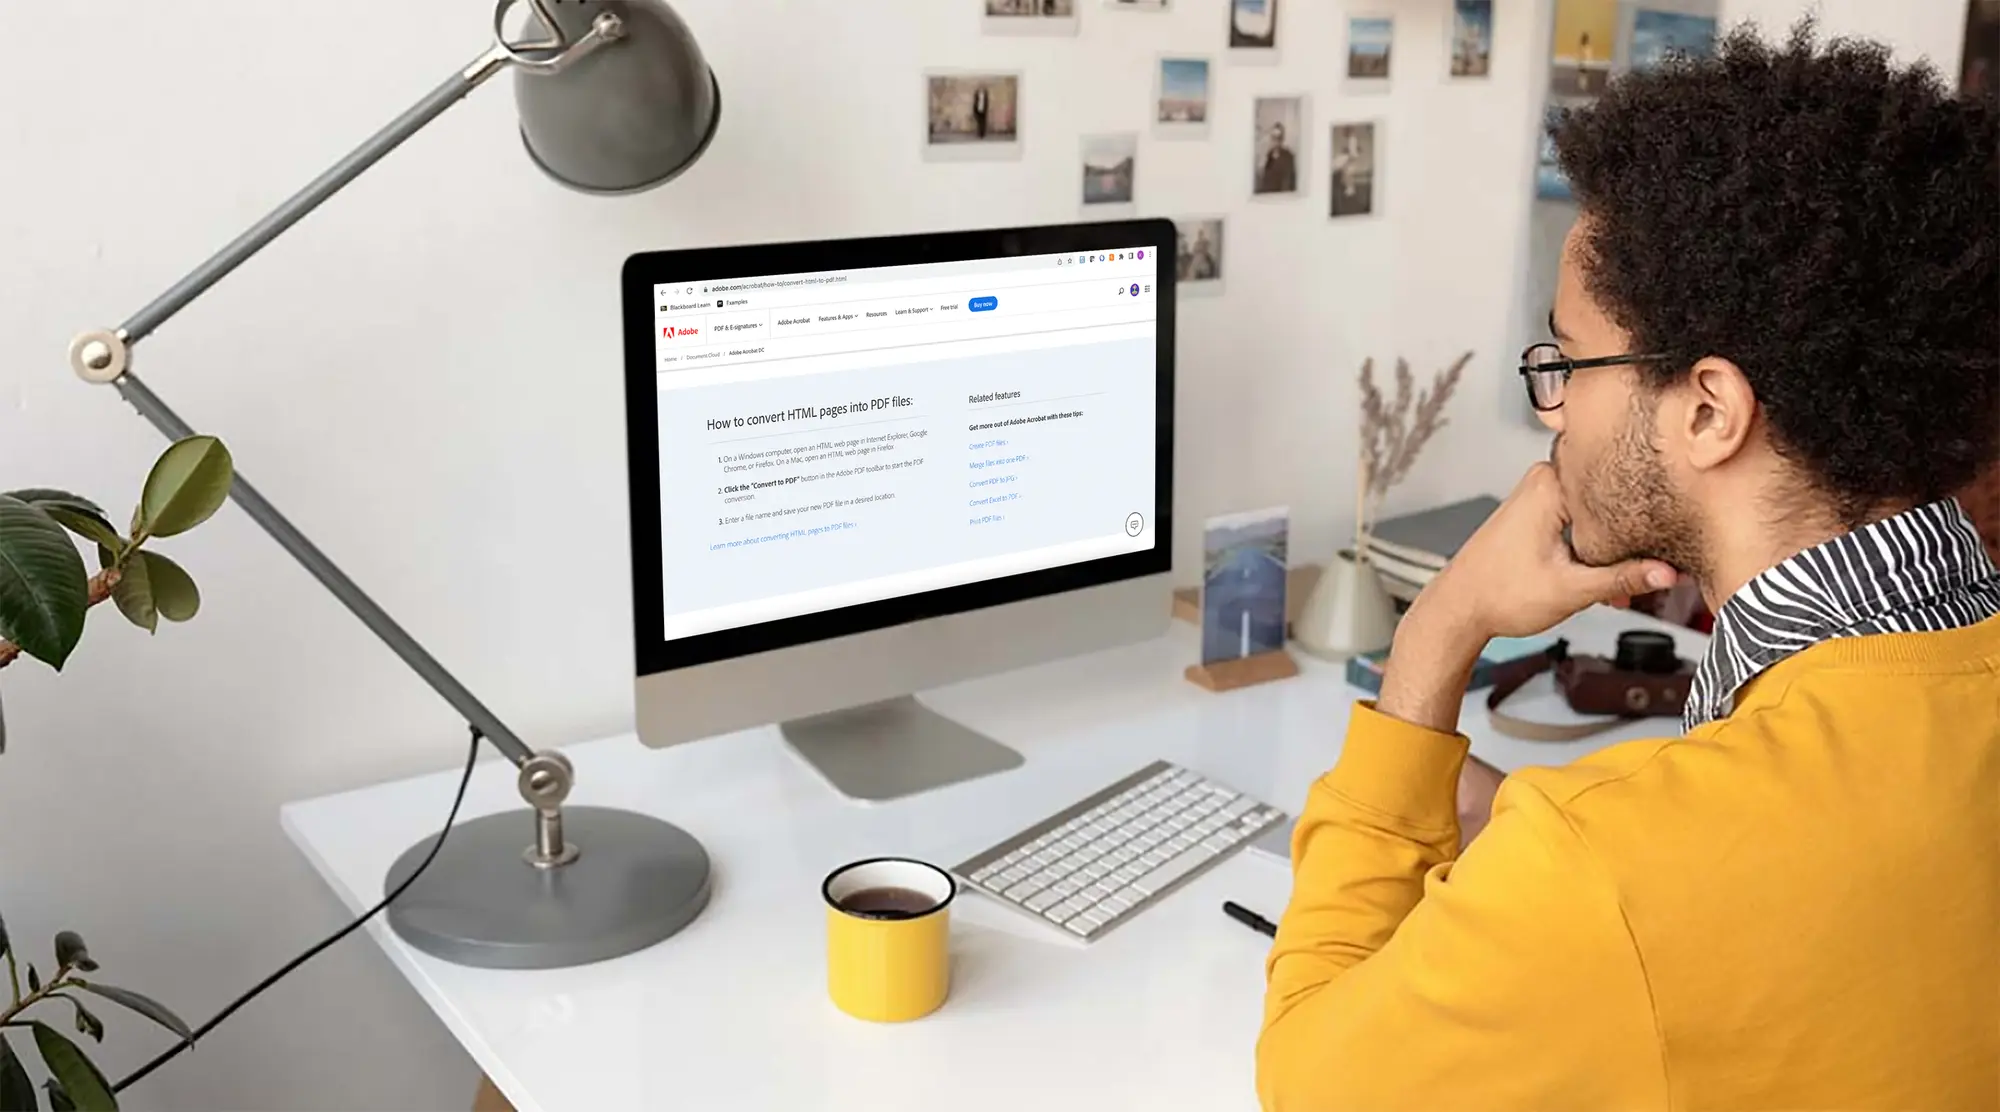 adobe.com/acrobat/how-to/convert-html-to-pdf.html
Blackboard Learn Examples
Adobe PDF & E-signatures Adobe Acrobat Features & Apps Resources Learn & Support Free trial Buy now
Home / Document Cloud / Adobe Acrobat DC
How to convert HTML pages into PDF files:
1. On a Windows computer, open an HTML web page in Internet Explorer, Google
Chrome, or Firefox. On a Mac, open an HTML web page in Firefox.
2. Click the "Convert to PDF" button in the Adobe PDF toolbar to start the PDF
conversion.
3. Enter a file name and save your new PDF file in a desired location.
Learn more about converting HTML pages to PDF files ›
Related features
Get more out of Adobe Acrobat with these tips:
Create PDF files ›
Merge files into one PDF ›
Convert PDF to JPG ›
Convert Excel to PDF ›
Print PDF files ›